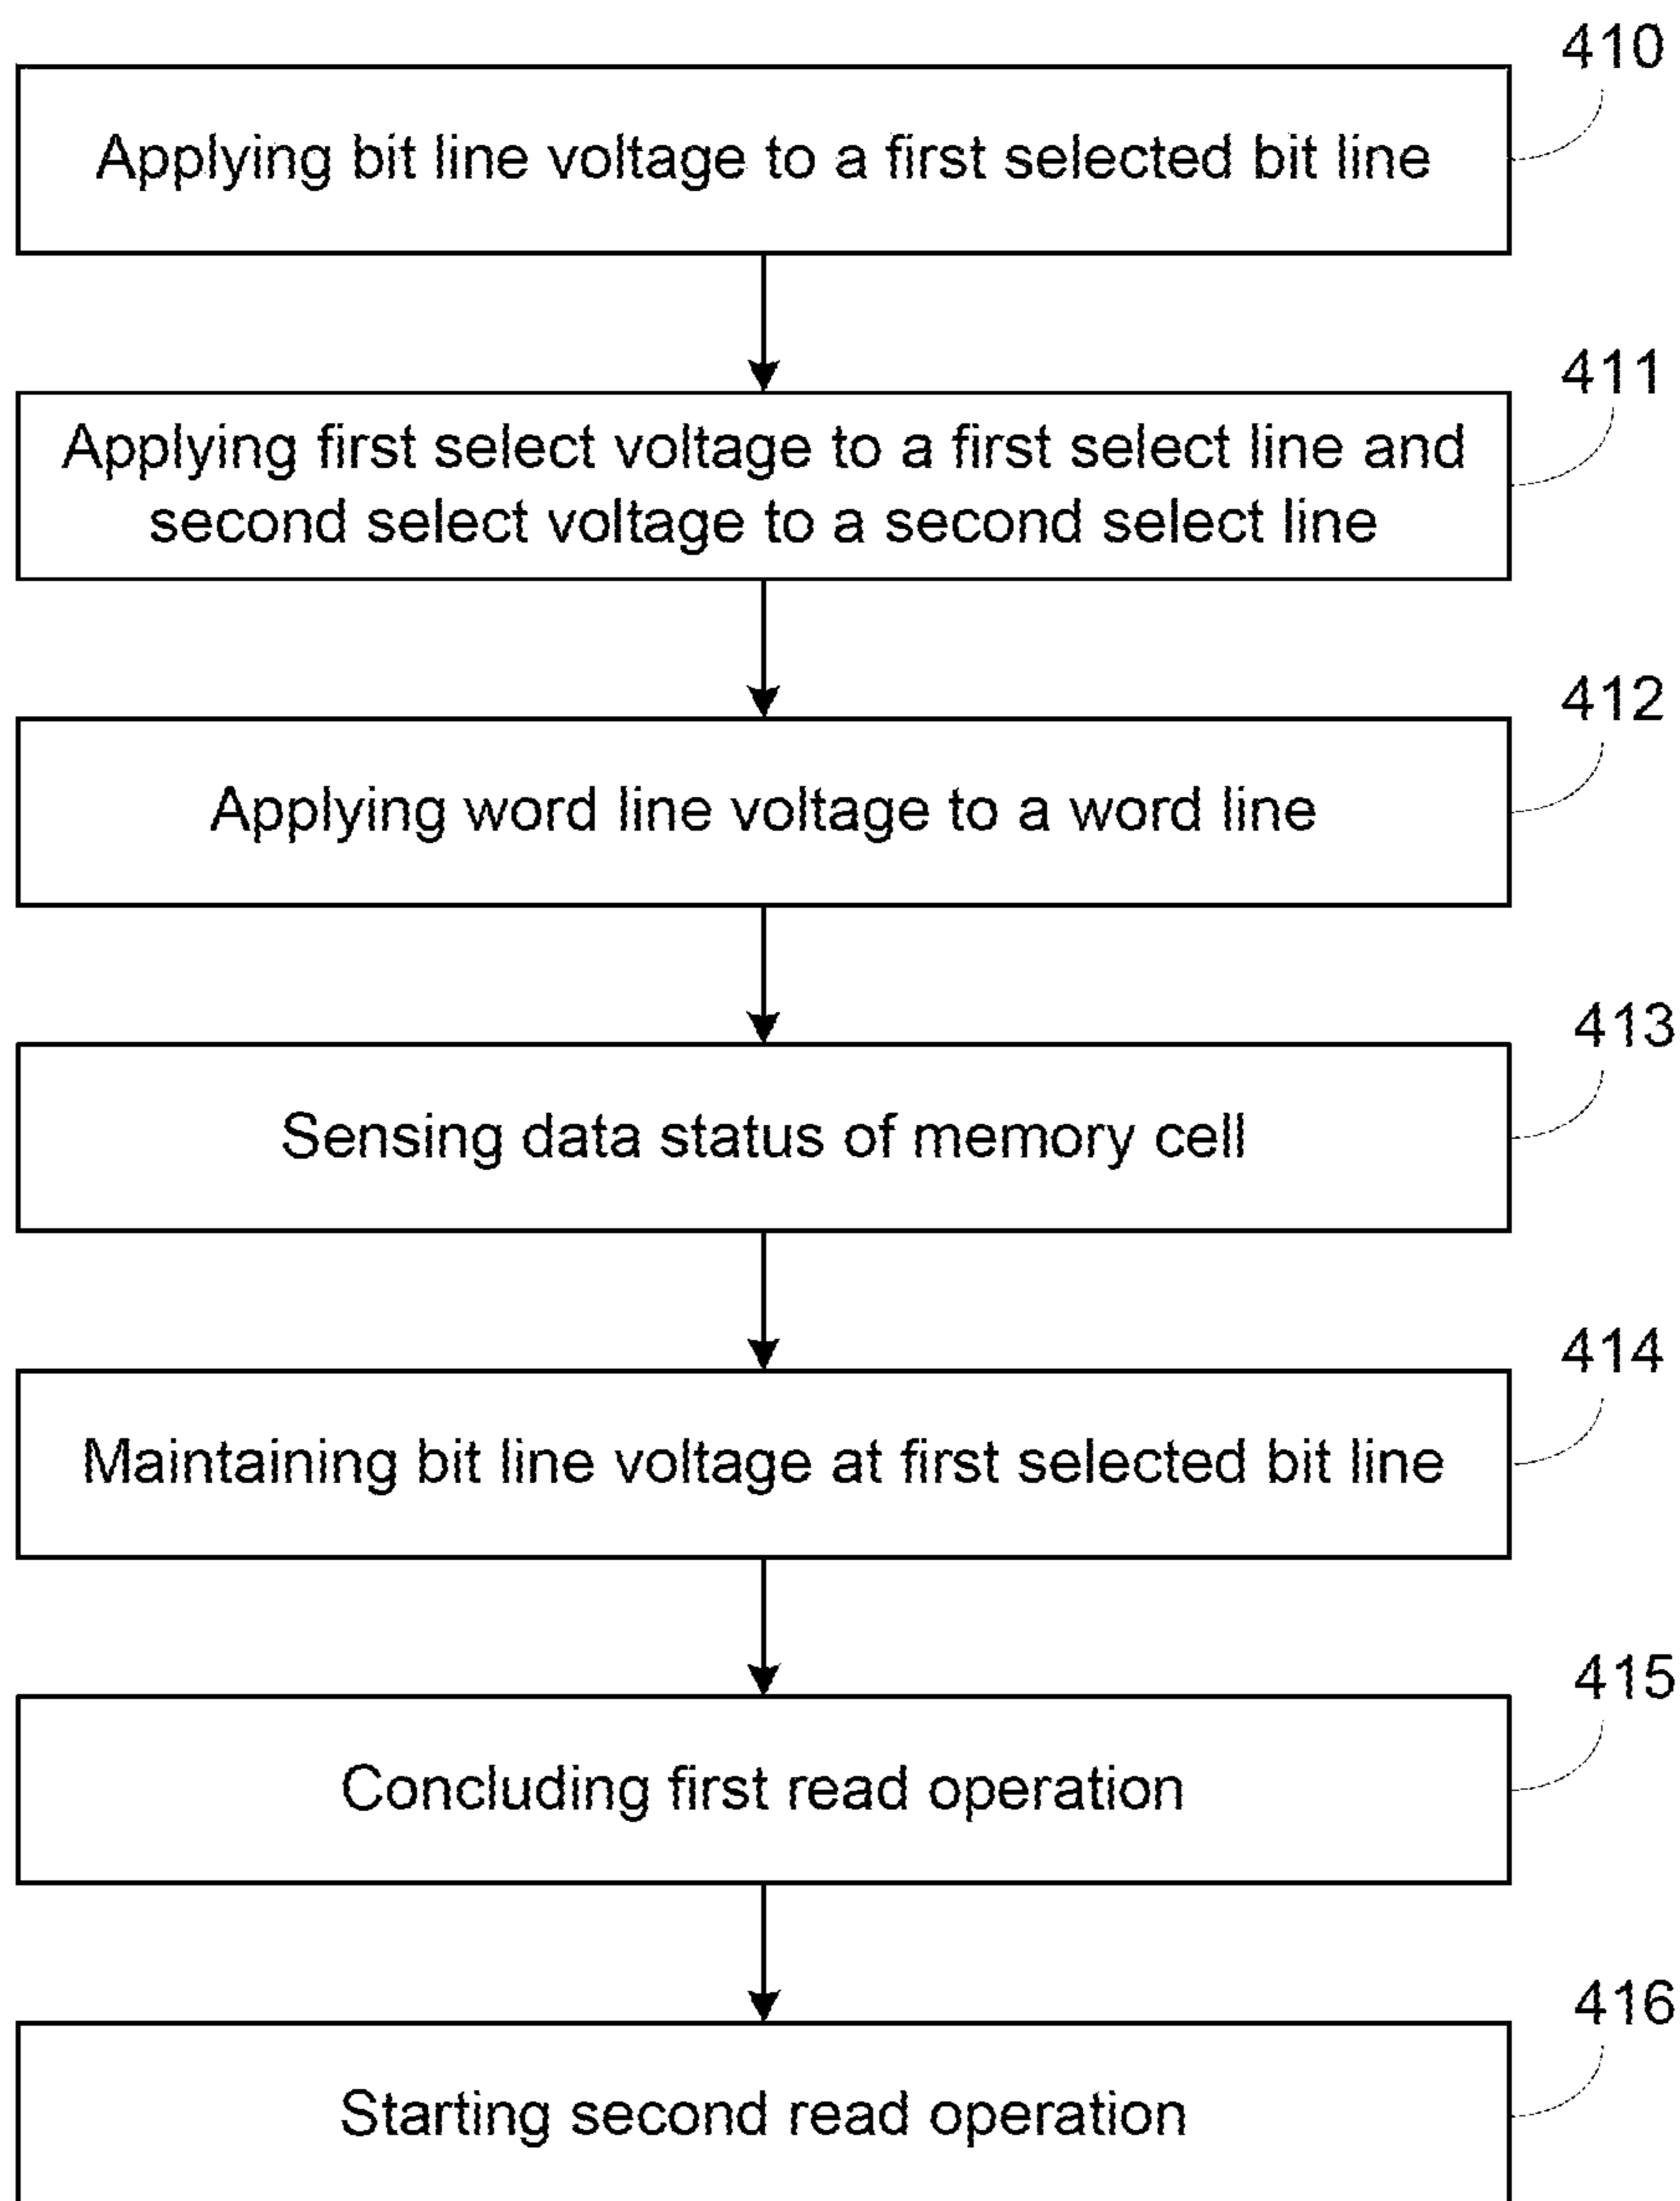 410
Applying bit line voltage to a first selected bit line
411
Applying first select voltage to a first select line and
second select voltage to a second select line
412
Applying word line voltage to a word line
413
Sensing data status of memory cell
414
Maintaining bit line voltage at first selected bit line
415
Concluding first read operation
416
Starting second read operation